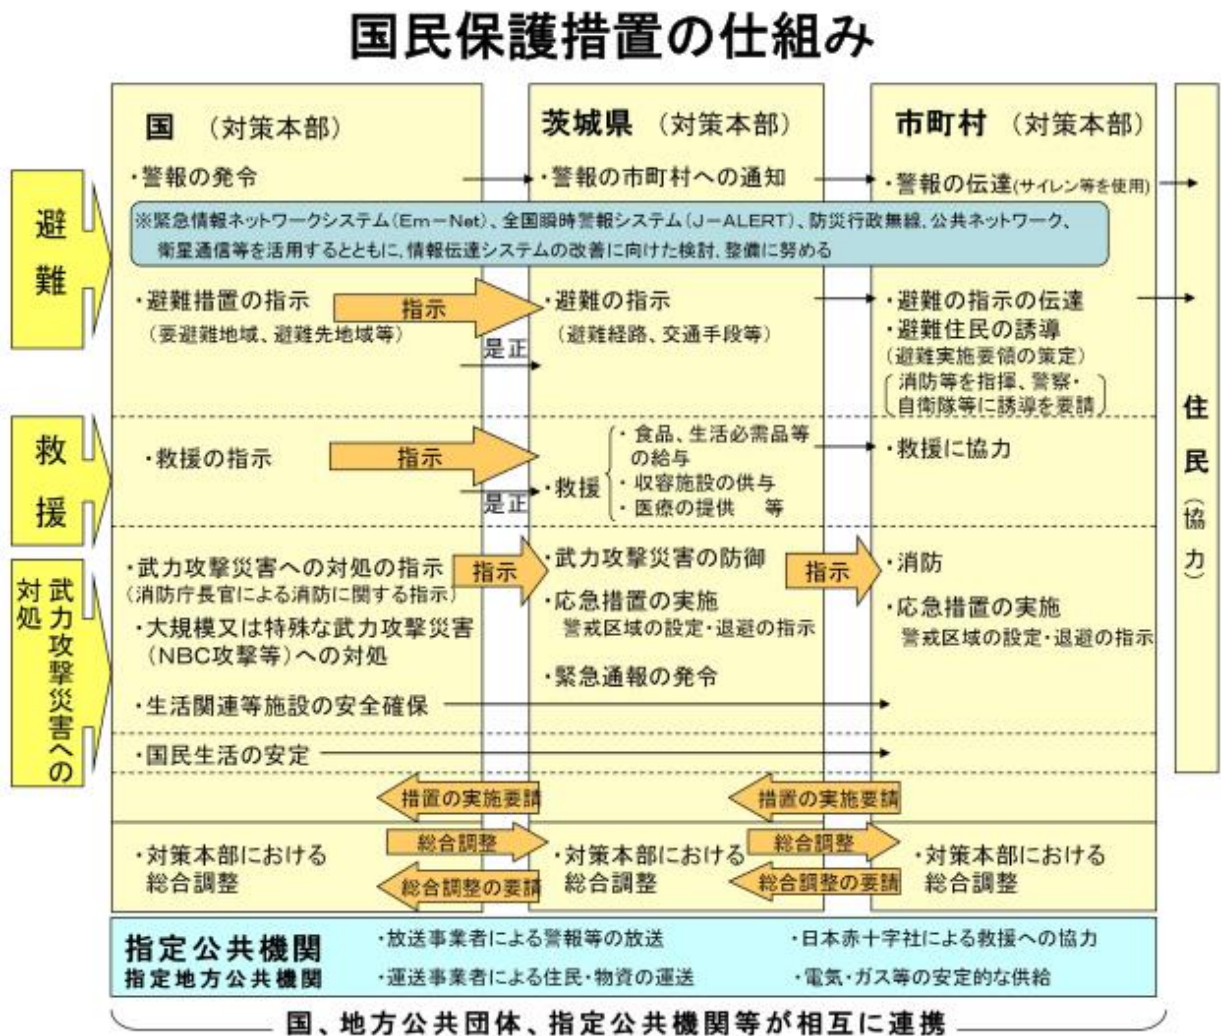 国民保護措置の仕組み
国 (対策本部)
茨城県 (対策本部)
市町村 (対策本部)
避難
・警報の発令
・警報の市町村への通知
・警報の伝達(サイレン等を使用)
※緊急情報ネットワークシステム(Em-Net)、全国瞬時警報システム(J-ALERT)、防災行政無線、公共ネットワーク、
衛星通信等を活用するとともに、情報伝達システムの改善に向けた検討、整備に努める
・避難措置の指示
(要避難地域、避難先地域等)
指示
是正
・避難の指示
(避難経路、交通手段等)
・避難の指示の伝達
・避難住民の誘導
(避難実施要領の策定)
消防等を指揮、警察・
自衛隊等に誘導を要請
救援
・救援の指示
指示
是正
・救援
・食品、生活必需品等
の給与
・収容施設の供与
・医療の提供 等
・救援に協力
武力攻撃災害への
対処
・武力攻撃災害への対処の指示
(消防庁長官による消防に関する指示)
・大規模又は特殊な武力攻撃災害
(NBC攻撃等)への対処
指示
・武力攻撃災害の防御
・応急措置の実施
警戒区域の設定・退避の指示
・緊急通報の発令
指示
・消防
・応急措置の実施
警戒区域の設定・退避の指示
・生活関連等施設の安全確保
・国民生活の安定
措置の実施要請
措置の実施要請
・対策本部における
総合調整
総合調整
総合調整の要請
・対策本部における
総合調整
総合調整
総合調整の要請
・対策本部における
総合調整
住民(協力)
指定公共機関
指定地方公共機関
・放送事業者による警報等の放送
・日本赤十字社による救援への協力
・運送事業者による住民・物資の運送
・電気・ガス等の安定的な供給
国、地方公共団体、指定公共機関等が相互に連携